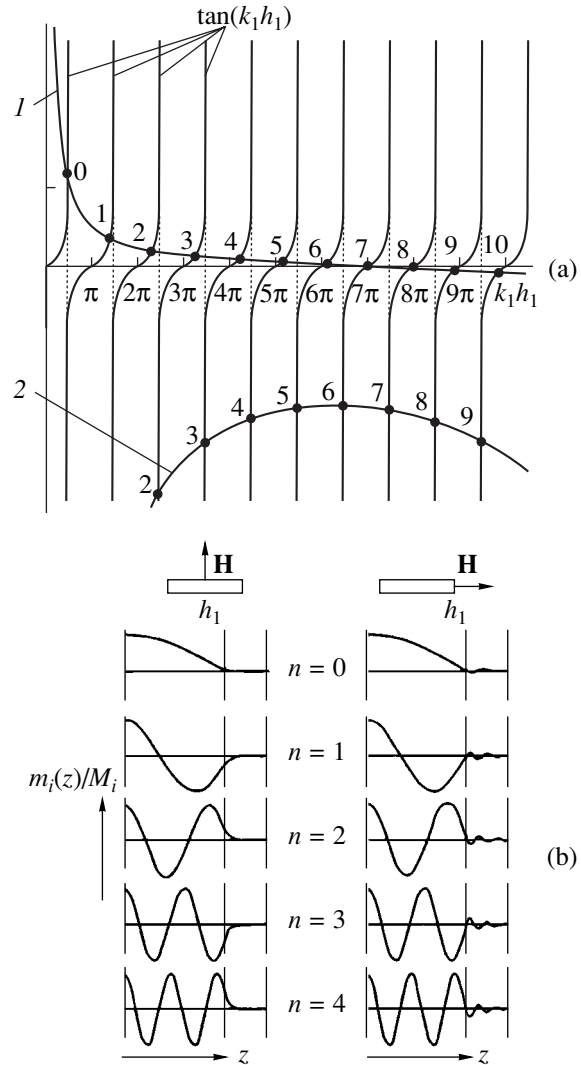 tan(k₁h₁)
1
0
1
2
3
4
5
6
7
8
9
10
(a)
π
2π
3π
4π
5π
6π
7π
8π
9π
k₁h₁
2
2
3
4
5
6
7
8
9
H
H
h₁
h₁
n = 0
n = 1
mᵢ(z)/Mᵢ
n = 2
(b)
n = 3
n = 4
z
z